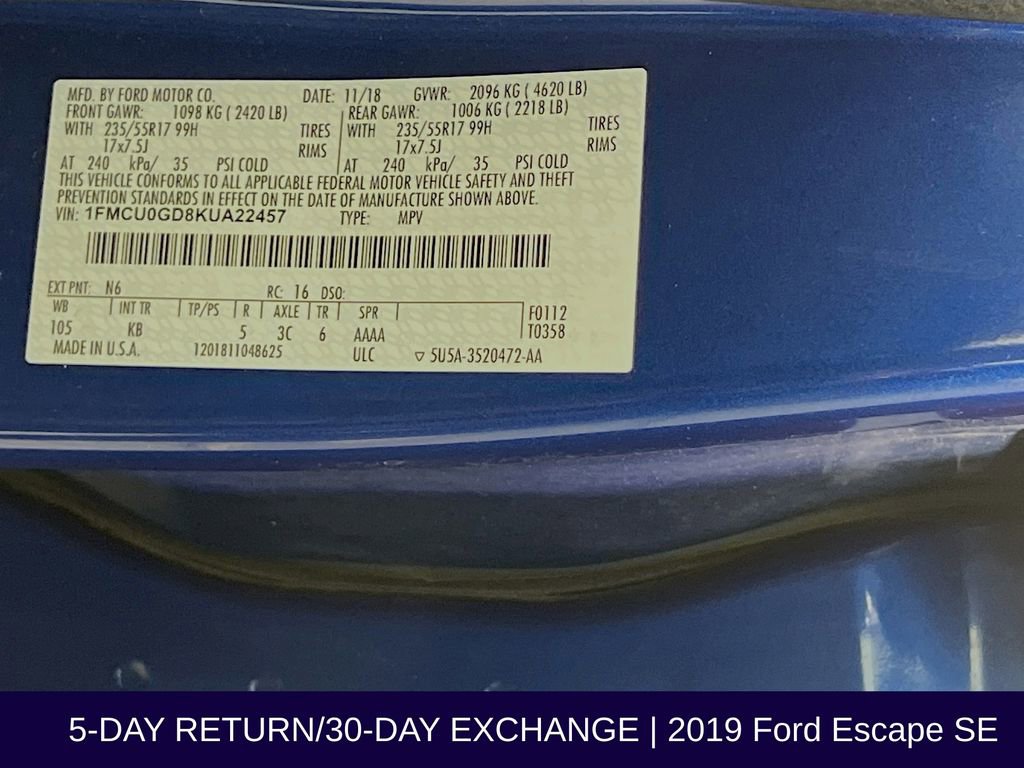 MFD. BY FORD MOTOR CO. DATE: 11/18 GVWR: 2096 KG ( 4620 LB)
FRONT GAWR: 1098 KG ( 2420 LB) REAR GAWR: 1006 KG ( 2218 LB)
WITH 235/55R17 99H TIRES WITH 235/55R17 99H TIRES
17x7.5J RIMS 17x7.5J RIMS
AT 240 kPa/ 35 PSI COLD AT 240 kPa/ 35 PSI COLD
THIS VEHICLE CONFORMS TO ALL APPLICABLE FEDERAL MOTOR VEHICLE SAFETY AND THEFT
PREVENTION STANDARDS IN EFFECT ON THE DATE OF MANUFACTURE SHOWN ABOVE.
VIN: 1FMCU0GD8KUA22457 TYPE: MPV
EXT PNT: N6 RC: 16 DSO:
WB INT TR TP/PS R AXLE TR SPR F0112
105 KB 5 3C 6 AAAA T0358
MADE IN U.S.A. 1201811048625 ULC ▽ 5U5A-3520472-AA
5-DAY RETURN/30-DAY EXCHANGE | 2019 Ford Escape SE